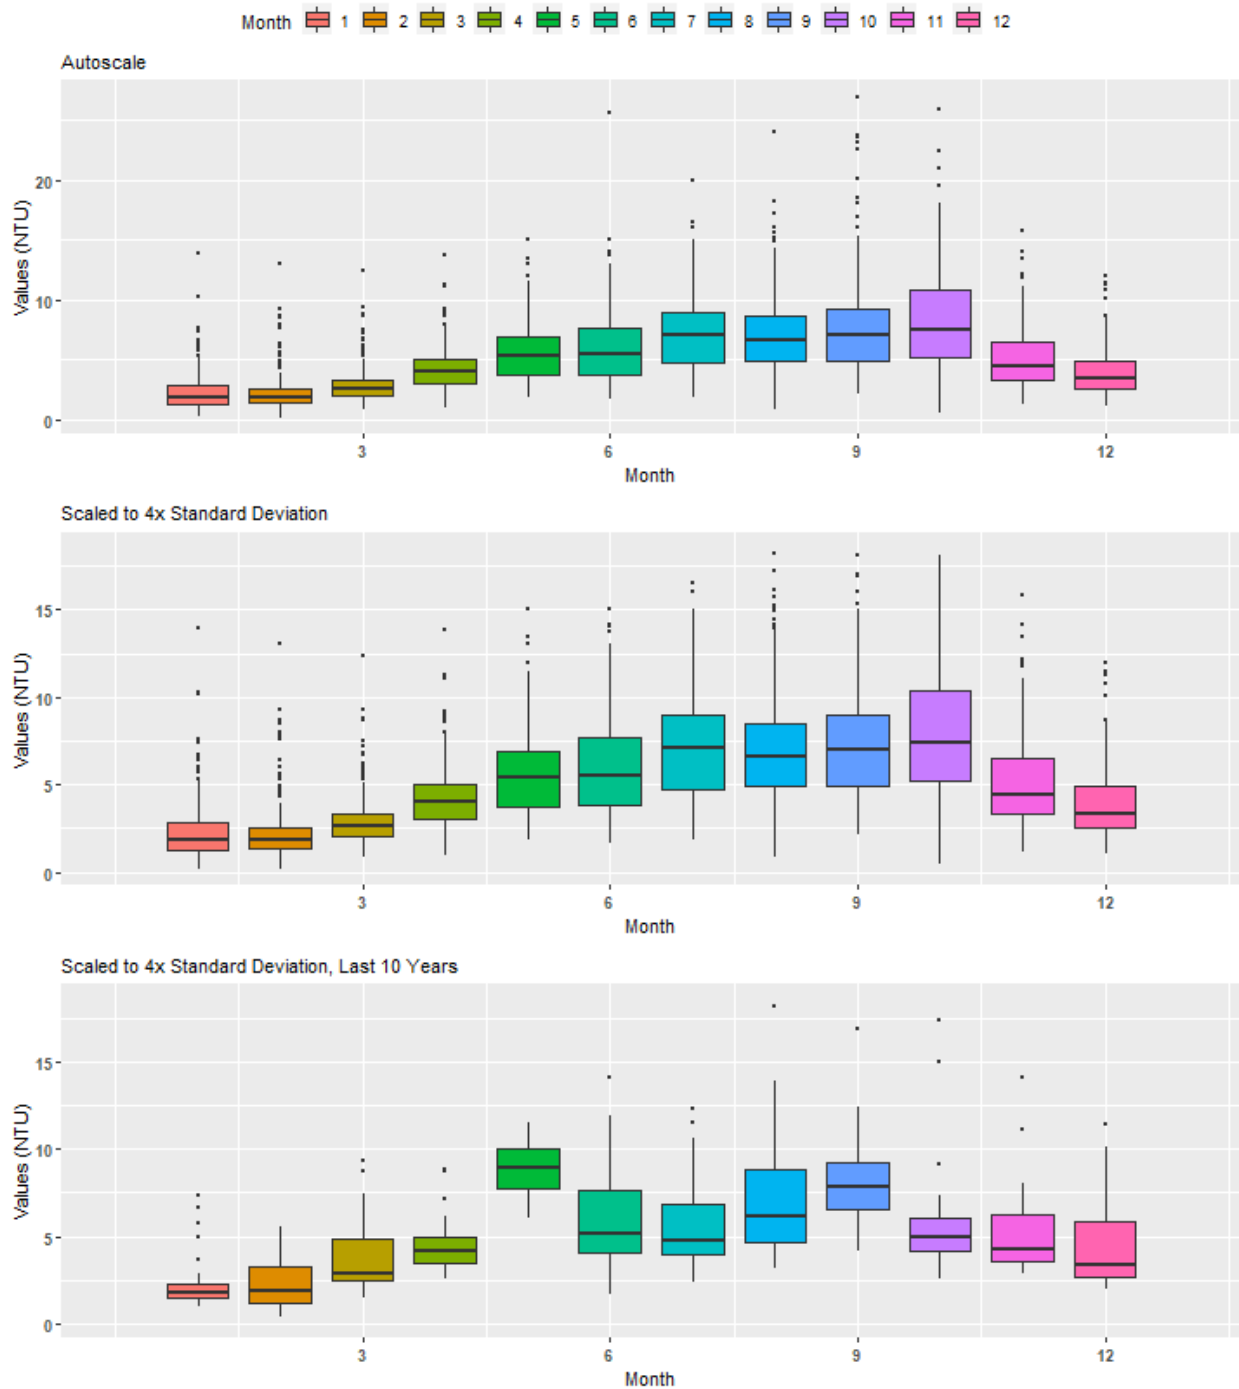 Month 1 2 3 4 5 6 7 8 9 10 11 12
Autoscale
Values (NTU)
20
10
0
3 6 9 12
Month
Scaled to 4x Standard Deviation
Values (NTU)
15
10
5
0
3 6 9 12
Month
Scaled to 4x Standard Deviation, Last 10 Years
Values (NTU)
15
10
5
0
3 6 9 12
Month